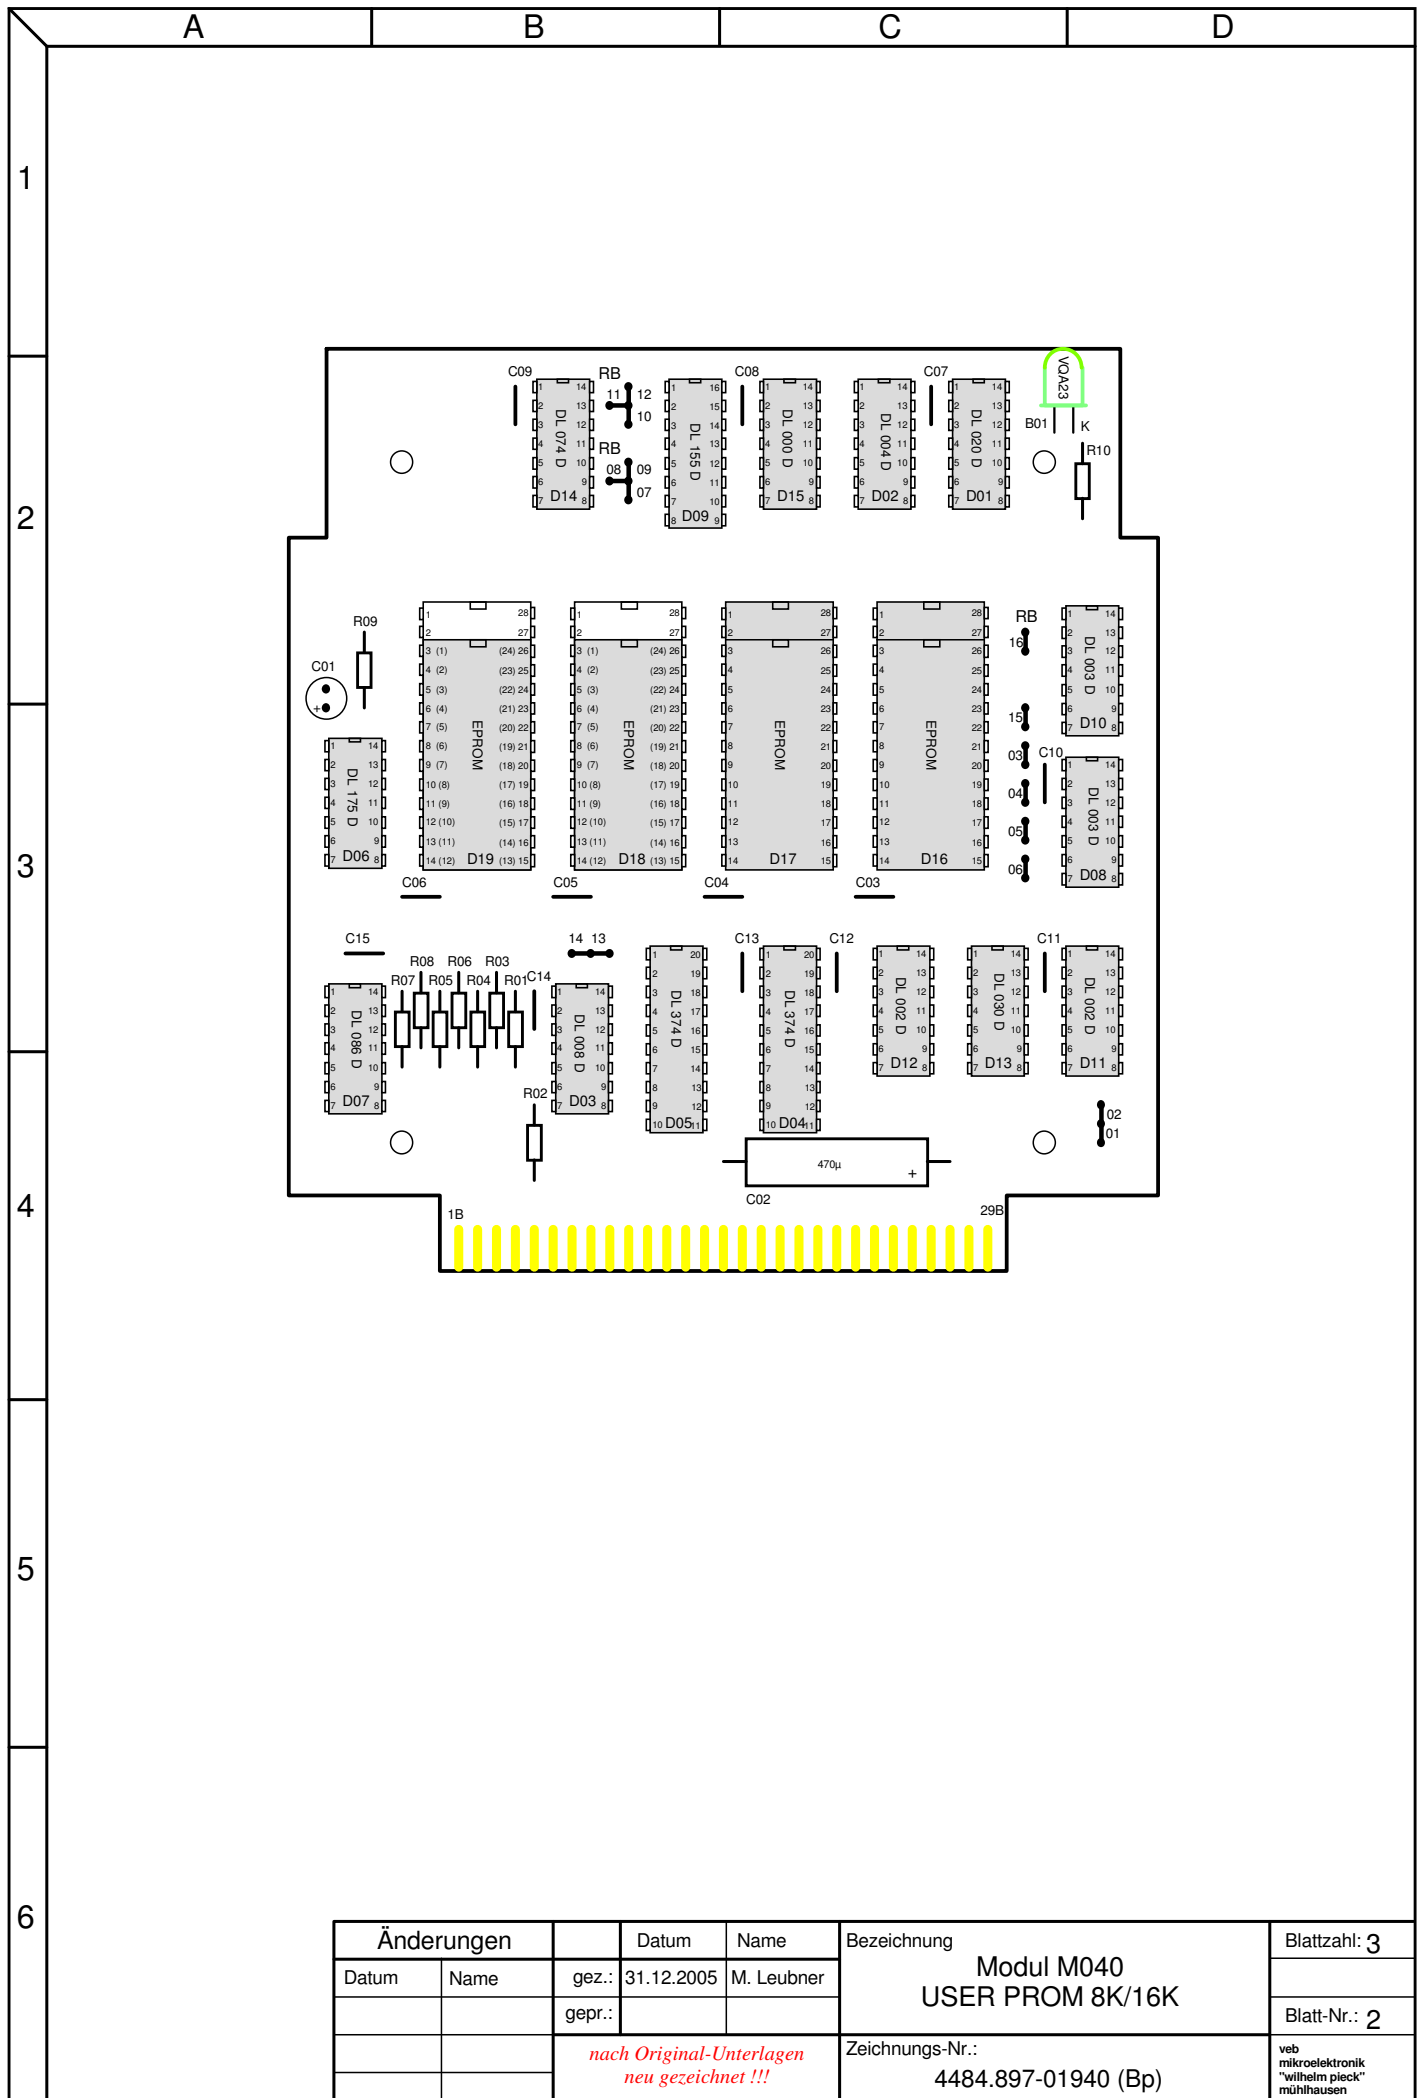 A B C D
1
2
3
4
5
6
C09
RB
11 12
10
RB
08 09
07
C08
C07
VQA23
B01 K
R10
DL 074 D
D14
DL 155 D
D09
DL 000 D
D15
DL 004 D
D02
DL 020 D
D01
R09
C01
+
DL 175 D
D06
EPROM
D19
EPROM
D18
EPROM
D17
EPROM
D16
RB
16
15
03
04
05
06
C10
DL 003 D
D10
DL 003 D
D08
C06
C05
C04
C03
C15
R08 R06 R03
R07 R05 R04 R01 C14
14 13
C13
C12
C11
DL 086 D
D07
DL 008 D
D03
DL 374 D
D05
DL 374 D
D04
DL 002 D
D12
DL 030 D
D13
DL 002 D
D11
R02
02
01
470µ
+
C02
1B
29B
Änderungen
Datum Name
Datum Name
gez.: 31.12.2005 M. Leubner
gepr.:
nach Original-Unterlagen
neu gezeichnet !!!
Bezeichnung
Modul M040
USER PROM 8K/16K
Zeichnungs-Nr.:
4484.897-01940 (Bp)
Blattzahl: 3
Blatt-Nr.: 2
veb
mikroelektronik
"wilhelm pieck"
mühlhausen